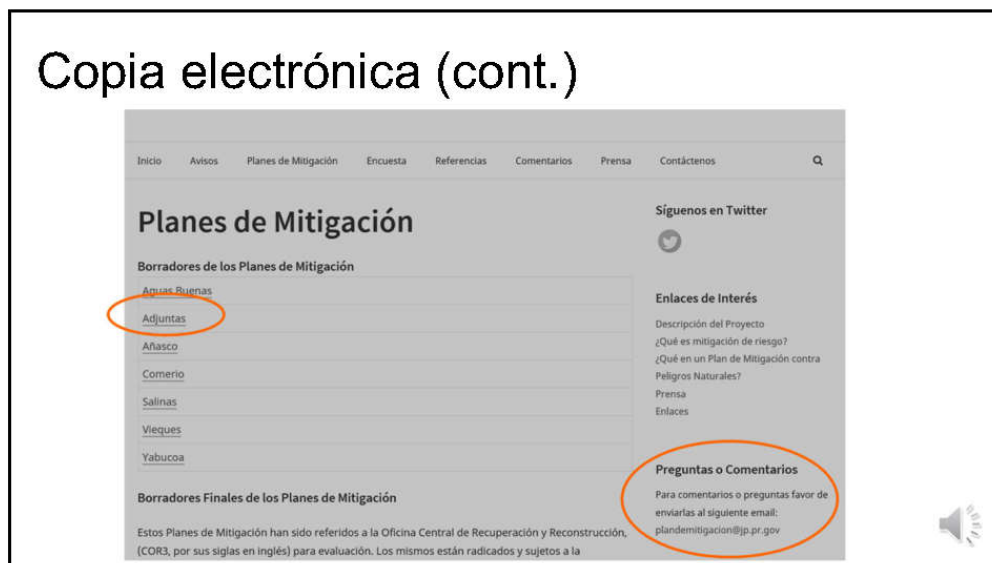 Copia electrónica (cont.)
Inicio Avisos Planes de Mitigación Encuesta Referencias Comentarios Prensa Contáctenos
Planes de Mitigación
Borradores de los Planes de Mitigación
Aguas Buenas
Adjuntas
Añasco
Comerio
Salinas
Vieques
Yabucoa
Borradores Finales de los Planes de Mitigación
Estos Planes de Mitigación han sido referidos a la Oficina Central de Recuperación y Reconstrucción,
(COR3, por sus siglas en inglés) para evaluación. Los mismos están radicados y sujetos a la
Síguenos en Twitter
Enlaces de Interés
Descripción del Proyecto
¿Qué es mitigación de riesgo?
¿Qué en un Plan de Mitigación contra
Peligros Naturales?
Prensa
Enlaces
Preguntas o Comentarios
Para comentarios o preguntas favor de
enviarlas al siguiente email:
plandemitigacion@jp.pr.gov